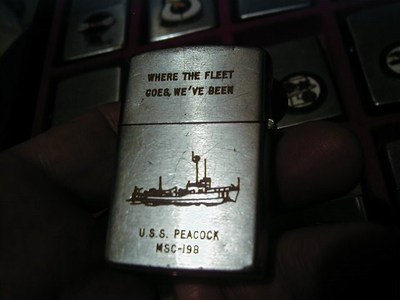 WHERE THE FLEET
GOES, WE'VE BEEN
U.S.S. PEACOCK
MSC-198